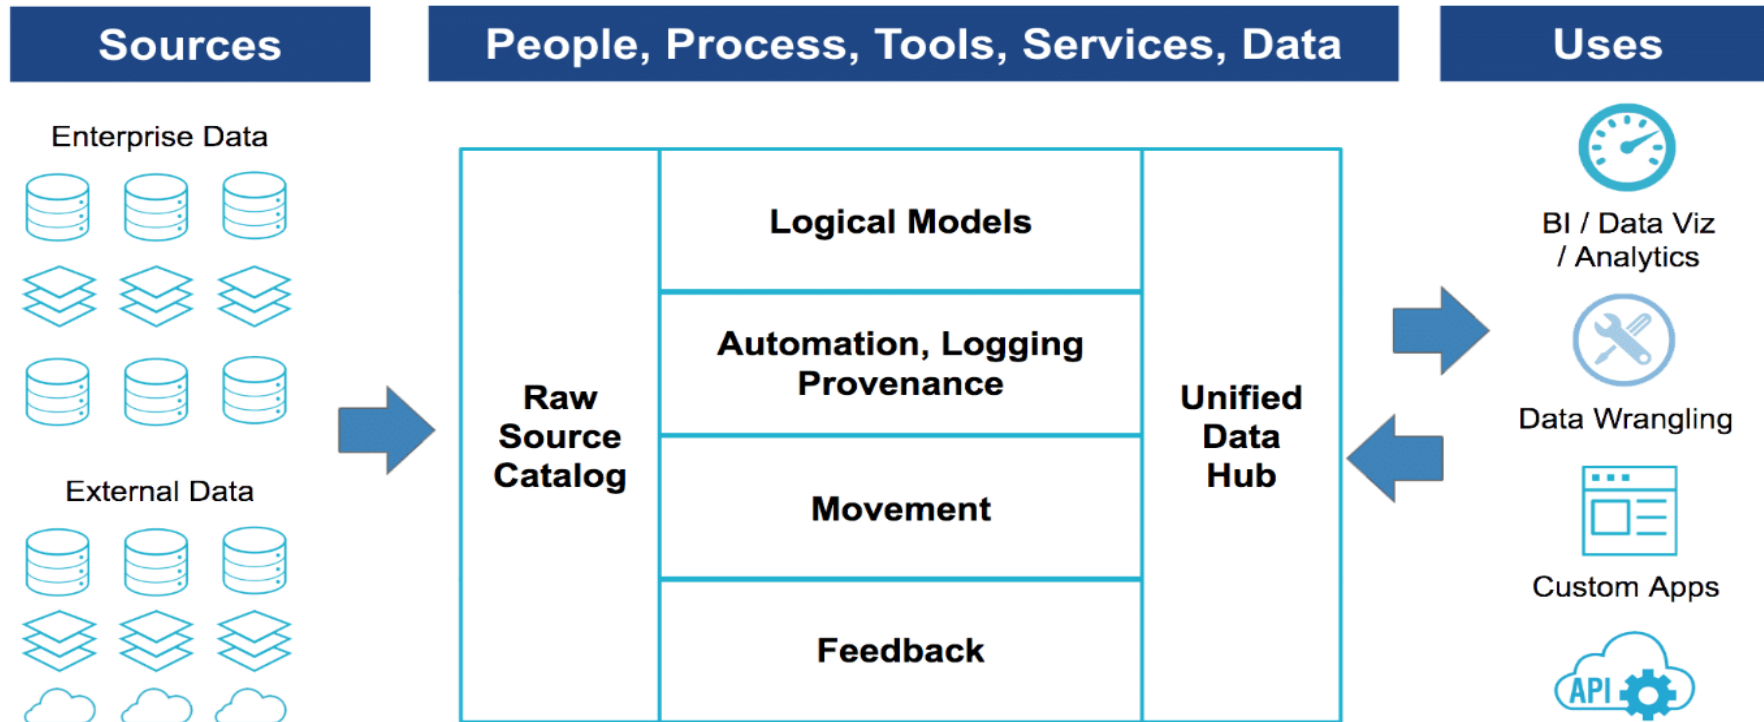 Sources
People, Process, Tools, Services, Data
Uses
Enterprise Data
External Data
Raw
Source
Catalog
Logical Models
Automation, Logging
Provenance
Movement
Feedback
Unified
Data
Hub
BI / Data Viz
/ Analytics
Data Wrangling
Custom Apps
API